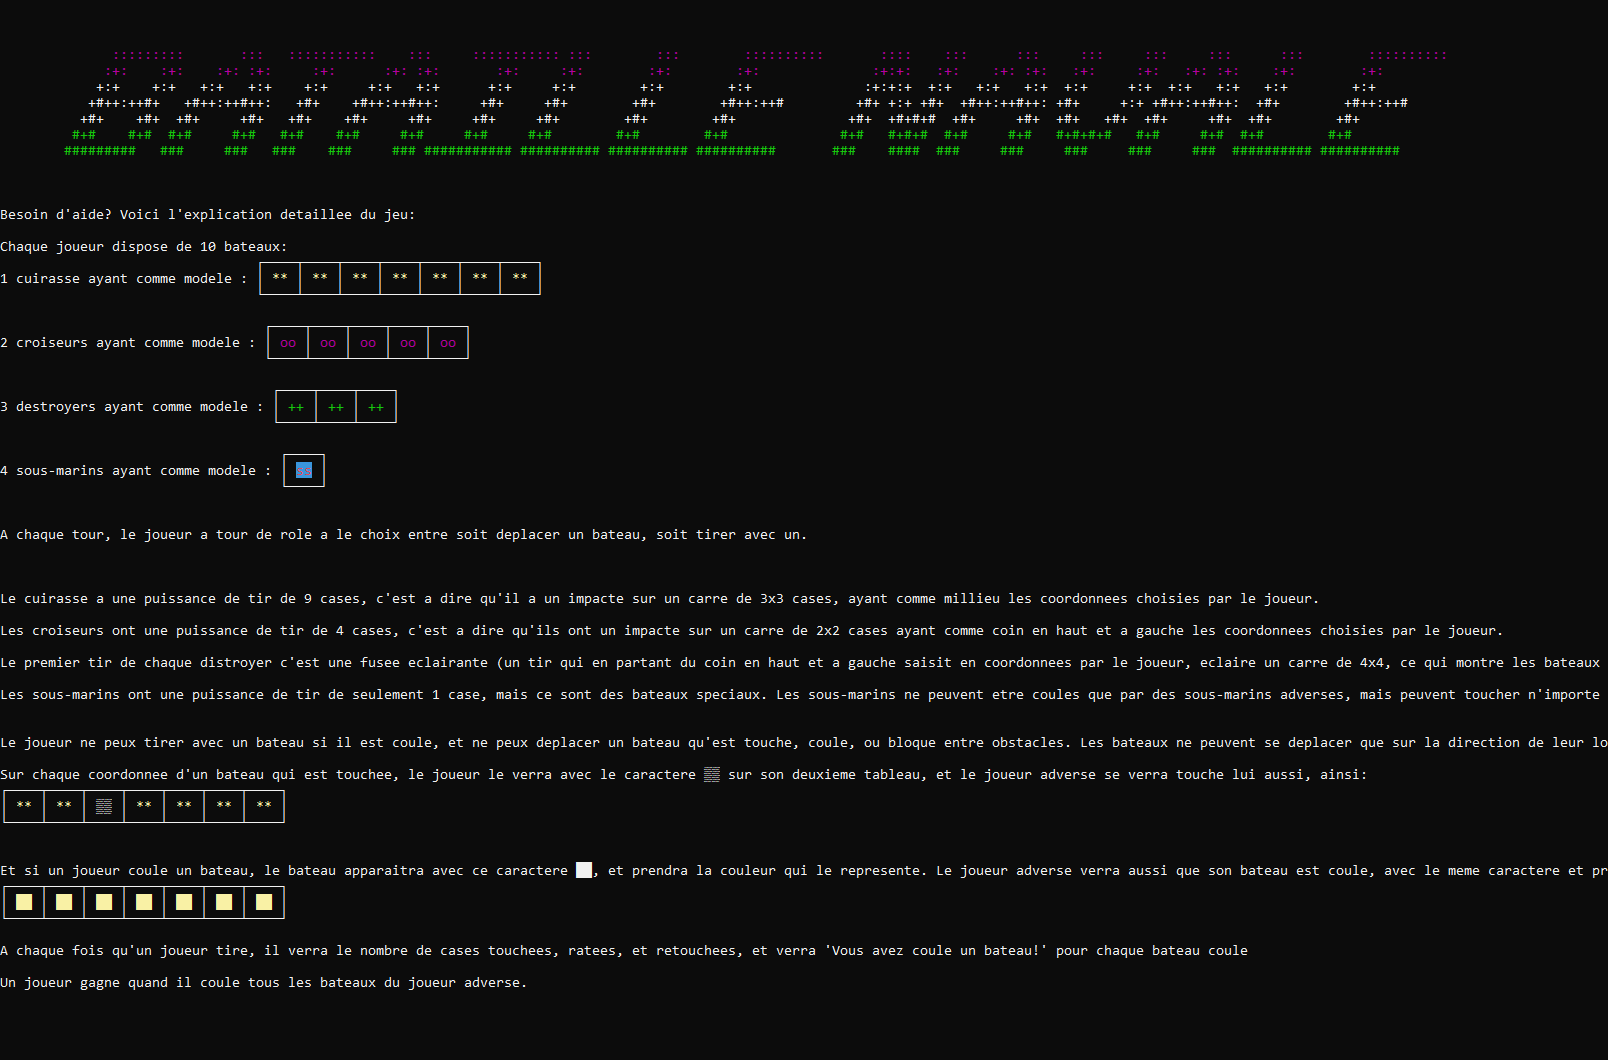 BATAILLE NAVALE
Besoin d'aide? Voici l'explication detaillee du jeu:
Chaque joueur dispose de 10 bateaux:
1 cuirasse ayant comme modele : ** ** ** ** ** ** **
2 croiseurs ayant comme modele : oo oo oo oo oo
3 destroyers ayant comme modele : ++ ++ ++
4 sous-marins ayant comme modele :
A chaque tour, le joueur a tour de role a le choix entre soit deplacer un bateau, soit tirer avec un.
Le cuirasse a une puissance de tir de 9 cases, c'est a dire qu'il a un impacte sur un carre de 3x3 cases, ayant comme millieu les coordonnees choisies par le joueur.
Les croiseurs ont une puissance de tir de 4 cases, c'est a dire qu'ils ont un impacte sur un carre de 2x2 cases ayant comme coin en haut et a gauche les coordonnees choisies par le joueur.
Le premier tir de chaque distroyer c'est une fusee eclairante (un tir qui en partant du coin en haut et a gauche saisit en coordonnees par le joueur, eclaire un carre de 4x4, ce qui montre les bateaux
Les sous-marins ont une puissance de tir de seulement 1 case, mais ce sont des bateaux speciaux. Les sous-marins ne peuvent etre coules que par des sous-marins adverses, mais peuvent toucher n'importe
Le joueur ne peux tirer avec un bateau si il est coule, et ne peux deplacer un bateau qu'est touche, coule, ou bloque entre obstacles. Les bateaux ne peuvent se deplacer que sur la direction de leur lo
Sur chaque coordonnee d'un bateau qui est touchee, le joueur le verra avec le caractere ▒▒ sur son deuxieme tableau, et le joueur adverse se verra touche lui aussi, ainsi:
** ** ▒▒ ** ** ** **
Et si un joueur coule un bateau, le bateau apparaitra avec ce caractere ██, et prendra la couleur qui le represente. Le joueur adverse verra aussi que son bateau est coule, avec le meme caractere et pr
██ ██ ██ ██ ██ ██ ██
A chaque fois qu'un joueur tire, il verra le nombre de cases touchees, ratees, et retouchees, et verra 'Vous avez coule un bateau!' pour chaque bateau coule
Un joueur gagne quand il coule tous les bateaux du joueur adverse.